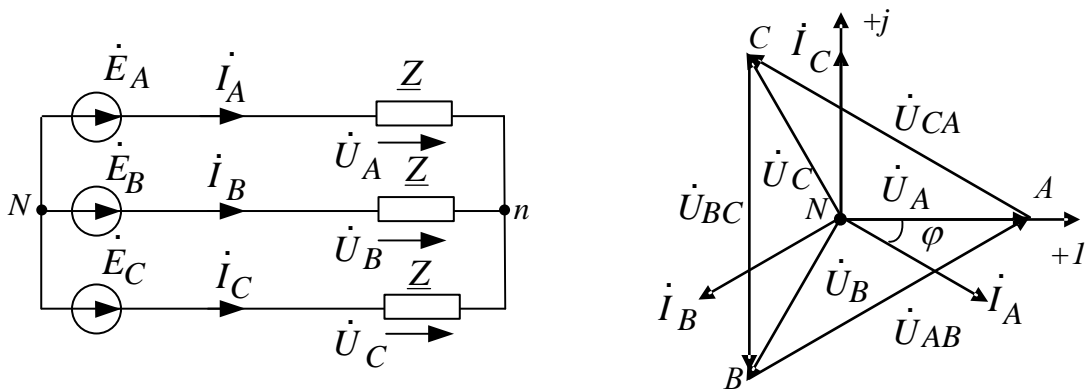 Ė_A İ_A Z
U̇_A
Ė_B İ_B Z
N n
U̇_B
Ė_C İ_C Z
U̇_C
+j
C İ_C
U̇_CA
U̇_C U̇_A A
U̇_BC N
φ +1
İ_B U̇_B İ_A
U̇_AB
B